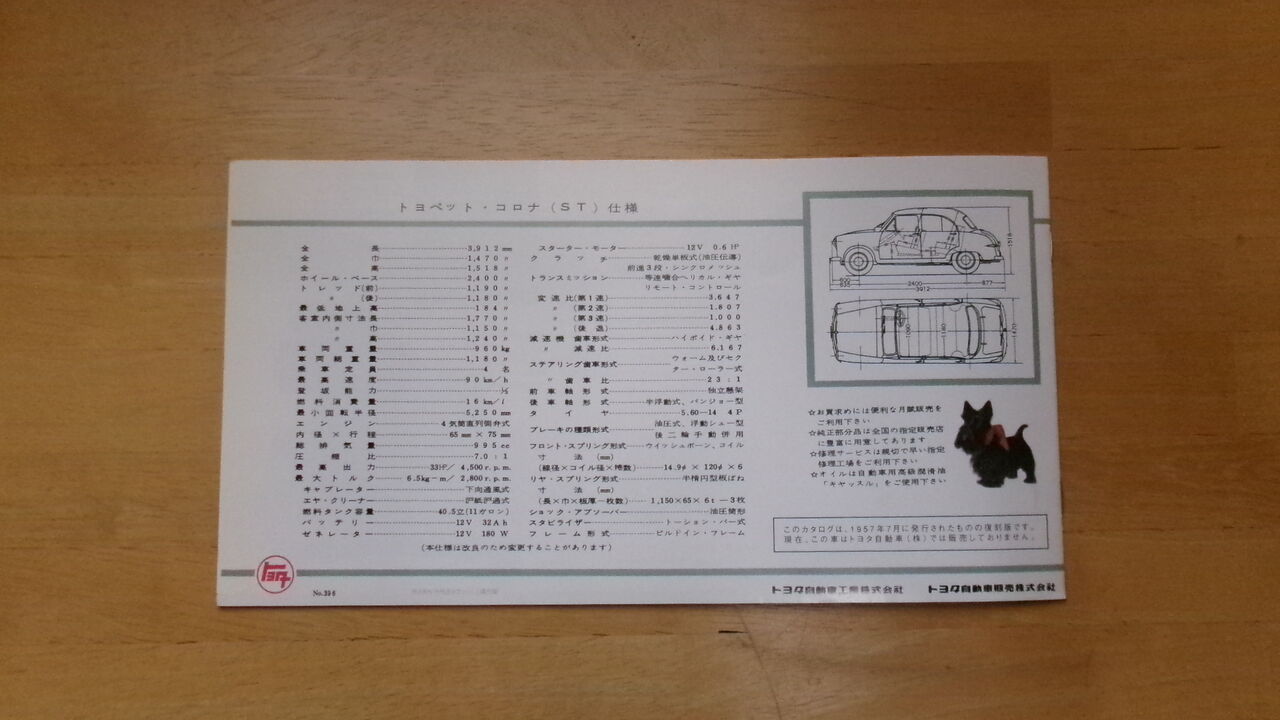 トヨペット・コロナ(ST)仕様
全長 3,912㎜
全巾 1,470〃
全高 1,518〃
ホイール・ベース 2,400〃
トレッド(前) 1,190〃
〃(後) 1,180〃
最低地上高 184〃
客室内側寸法長 1,770〃
〃巾 1,150〃
〃高 1,240〃
車両重量 960kg
車両総重量 1,180〃
乗車定員 4名
最高速度 90km/h
登坂能力
燃料消費量 16km/l
最小回転半径 5,250㎜
エンジン 4気筒直列側弁式
内径×行程 65㎜×75㎜
総排気量 995cc
圧縮比 7.0:1
最高出力 33HP/4,500r.p.m.
最大トルク 6.5kg-m/2,800r.p.m.
キャブレーター 下向通風式
エヤ・クリーナー 沪紙沪過式
燃料タンク容量 40.5立(11ガロン)
バッテリー 12V 32Ah
ゼネレーター 12V 180W
(本仕様は改良のため変更することがあります)
スターター・モーター 12V 0.6HP
クラッチ 乾燥単板式(油圧伝導)
前進3段・シンクロメッシュ
トランスミッション 等速噛合ヘリカル・ギヤ
リモート・コントロール
変速比(第1速) 3.647
〃(第2速) 1.807
〃(第3速) 1.000
〃(後退) 4.863
減速機 歯車形式 ハイポイド・ギヤ
〃 減速比 6.167
ステアリング歯車形式 ウォーム及びセクター・ローラー式
〃歯車比 23:1
前車軸形式 独立懸架
後車軸形式 半浮動式、バンジョー型
タイヤ 5.60-14 4P
ブレーキの種類形式 油圧式、浮動シュー型
後二輪手動併用
フロント・スプリング形式 ウイッシュボーン、コイル
寸法(㎜)
(線径×コイル径×捲数) 14.9φ×120φ×6
リヤ・スプリング形式 半楕円型板ばね
寸法(㎜)
(長×巾×板厚-枚数) 1,150×65×6t-3枚
ショック・アブソーバー 油圧筒形
スタビライザー トーション・バー式
フレーム形式 ビルドイン・フレーム
1518
600
635
2400
877
3912
1060
1180
1470
☆お買求めには便利な月賦販売を
ご利用下さい
☆純正部分品は全国の指定販売店
に豊富に用意してあります
☆修理サービスは親切で早い指定
修理工場をご利用下さい
☆オイルは自動車用高級潤滑油
「キャッスル」をご使用下さい
このカタログは、1957年7月に発行されたものの復刻版です。
現在、この車はトヨタ自動車(株)では販売しておりません。
トヨタ
No.396
トヨタ自動車工業株式会社
トヨタ自動車販売株式会社